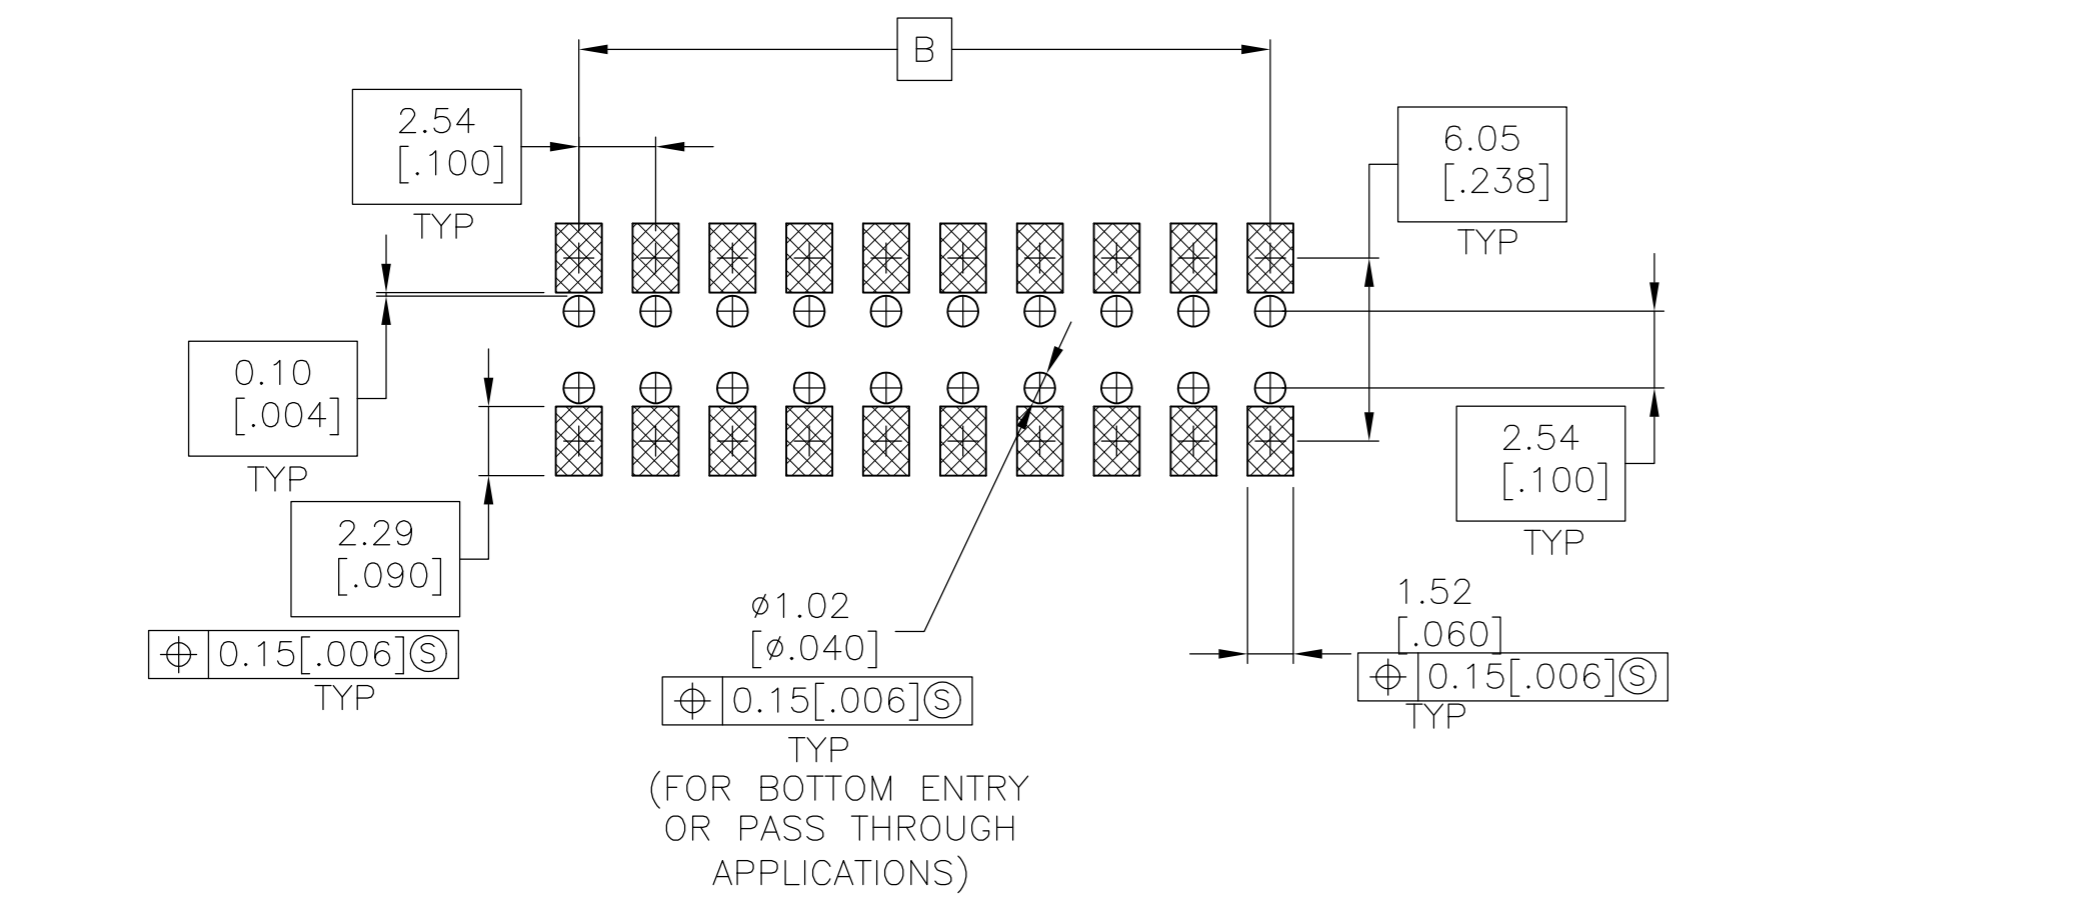 B
2.54
[.100]
TYP
6.05
[.238]
TYP
0.10
[.004]
TYP
2.54
[.100]
TYP
2.29
[.090]
⌖ 0.15[.006]Ⓢ
TYP
ø1.02
[ø.040]
⌖ 0.15[.006]Ⓢ
TYP
(FOR BOTTOM ENTRY
OR PASS THROUGH
APPLICATIONS)
1.52
[.060]
⌖ 0.15[.006]Ⓢ
TYP